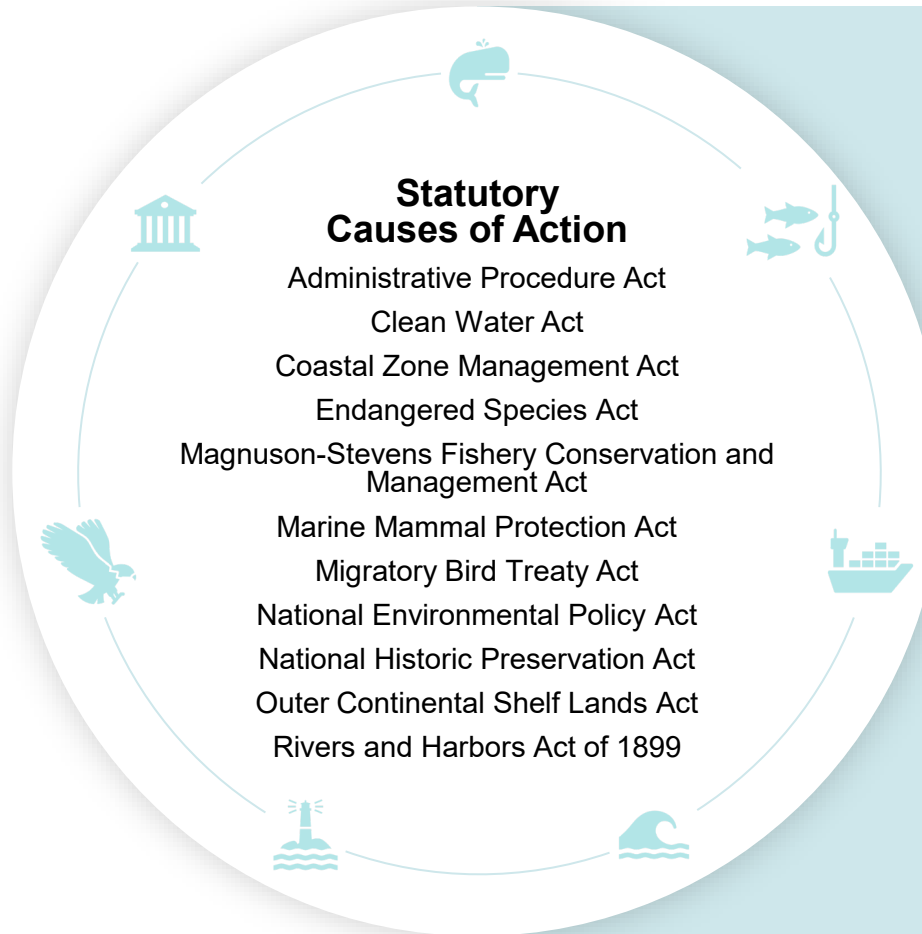 Statutory
Causes of Action
Administrative Procedure Act
Clean Water Act
Coastal Zone Management Act
Endangered Species Act
Magnuson-Stevens Fishery Conservation and
Management Act
Marine Mammal Protection Act
Migratory Bird Treaty Act
National Environmental Policy Act
National Historic Preservation Act
Outer Continental Shelf Lands Act
Rivers and Harbors Act of 1899